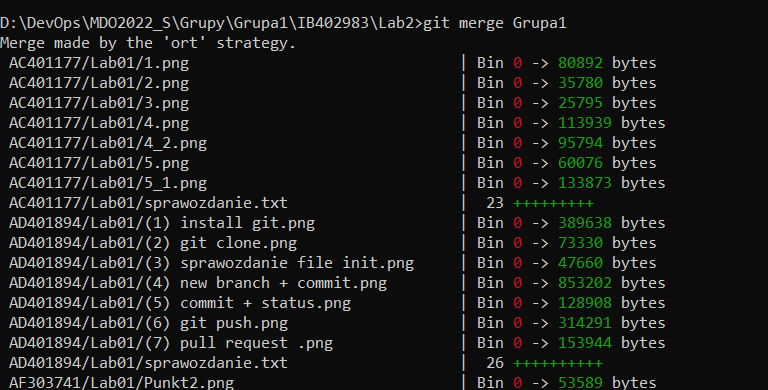 D:\DevOps\MDO2022_S\Grupy\Grupa1\IB402983\Lab2>git merge Grupa1
Merge made by the 'ort' strategy.
AC401177/Lab01/1.png | Bin 0 -> 80892 bytes
AC401177/Lab01/2.png | Bin 0 -> 35780 bytes
AC401177/Lab01/3.png | Bin 0 -> 25795 bytes
AC401177/Lab01/4.png | Bin 0 -> 113939 bytes
AC401177/Lab01/4_2.png | Bin 0 -> 95794 bytes
AC401177/Lab01/5.png | Bin 0 -> 60076 bytes
AC401177/Lab01/5_1.png | Bin 0 -> 133873 bytes
AC401177/Lab01/sprawozdanie.txt | 23 +++++++++
AD401894/Lab01/(1) install git.png | Bin 0 -> 389638 bytes
AD401894/Lab01/(2) git clone.png | Bin 0 -> 73330 bytes
AD401894/Lab01/(3) sprawozdanie file init.png | Bin 0 -> 47660 bytes
AD401894/Lab01/(4) new branch + commit.png | Bin 0 -> 853202 bytes
AD401894/Lab01/(5) commit + status.png | Bin 0 -> 128908 bytes
AD401894/Lab01/(6) git push.png | Bin 0 -> 314291 bytes
AD401894/Lab01/(7) pull request .png | Bin 0 -> 153944 bytes
AD401894/Lab01/sprawozdanie.txt | 26 ++++++++++
AF303741/Lab01/Punkt2.png | Bin 0 -> 53589 bytes